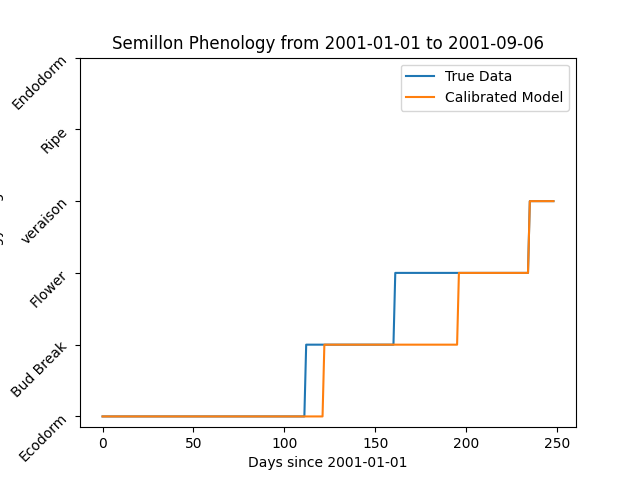 Semillon Phenology from 2001-01-01 to 2001-09-06
True Data
Calibrated Model
Endodorm
Ripe
veraison
Flower
Bud Break
Ecodorm
0 50 100 150 200 250
Days since 2001-01-01